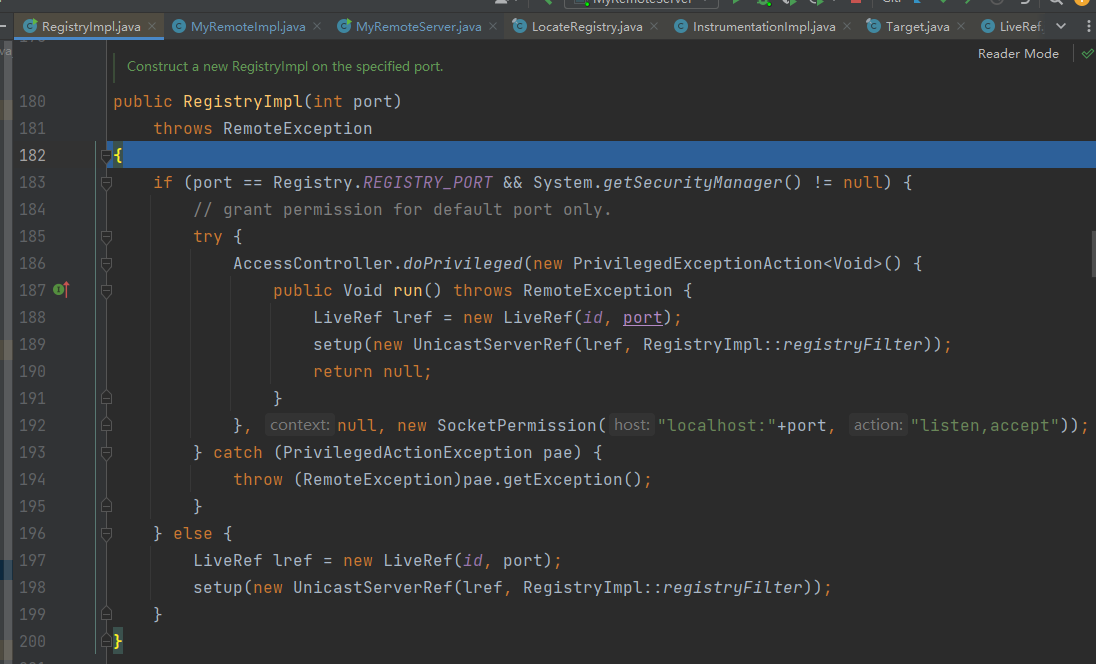 MyRemoteServer
RegistryImpl.java
MyRemoteImpl.java
MyRemoteServer.java
LocateRegistry.java
InstrumentationImpl.java
Target.java
LiveRef.
va
Reader Mode
Construct a new RegistryImpl on the specified port.
180 public RegistryImpl(int port)
181 throws RemoteException
182 {
183 if (port == Registry.REGISTRY_PORT && System.getSecurityManager() != null) {
184 // grant permission for default port only.
185 try {
186 AccessController.doPrivileged(new PrivilegedExceptionAction<Void>() {
187 public Void run() throws RemoteException {
188 LiveRef lref = new LiveRef(id, port);
189 setup(new UnicastServerRef(lref, RegistryImpl::registryFilter));
190 return null;
191 }
192 }, context: null, new SocketPermission( host: "localhost:"+port, action: "listen,accept"));
193 } catch (PrivilegedActionException pae) {
194 throw (RemoteException)pae.getException();
195 }
196 } else {
197 LiveRef lref = new LiveRef(id, port);
198 setup(new UnicastServerRef(lref, RegistryImpl::registryFilter));
199 }
200 }